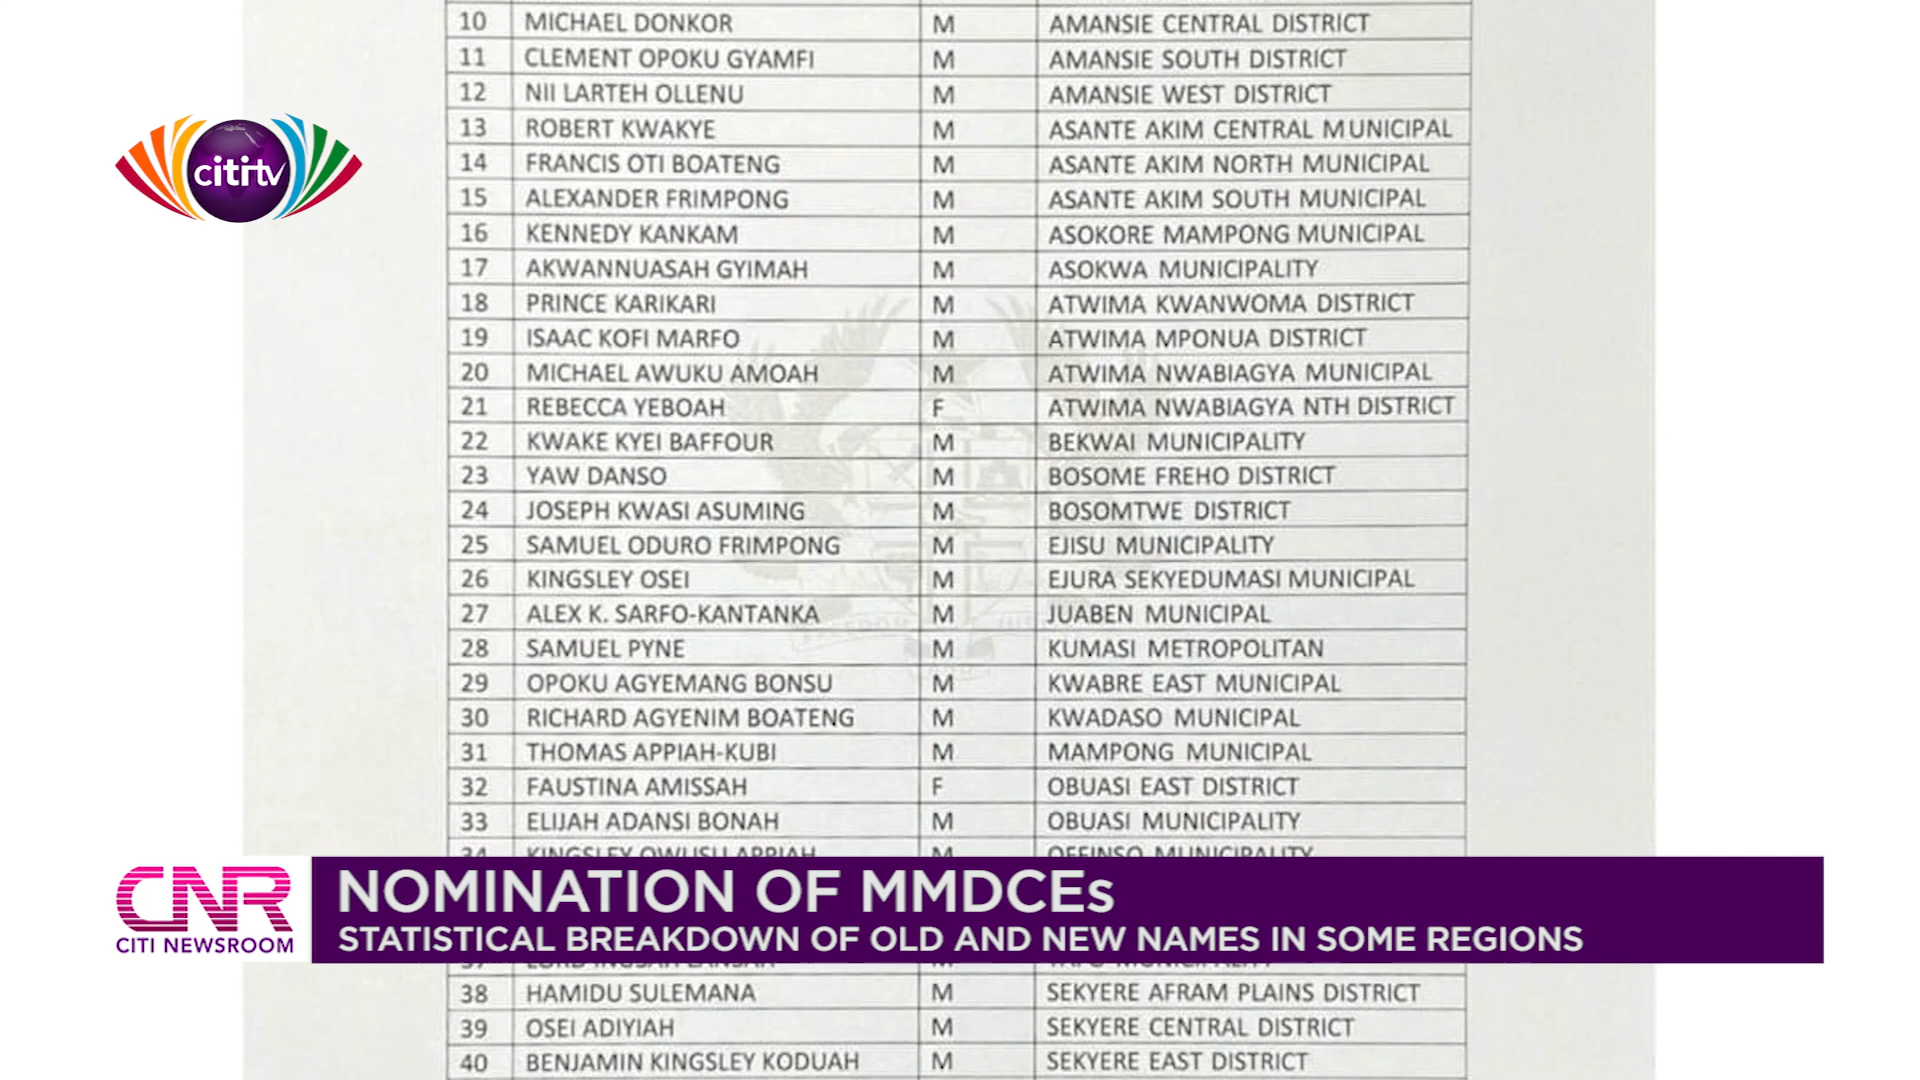 10 MICHAEL DONKOR M AMANSIE CENTRAL DISTRICT
11 CLEMENT OPOKU GYAMFI M AMANSIE SOUTH DISTRICT
12 NII LARTEH OLLENU M AMANSIE WEST DISTRICT
13 ROBERT KWAKYE M ASANTE AKIM CENTRAL MUNICIPAL
14 FRANCIS OTI BOATENG M ASANTE AKIM NORTH MUNICIPAL
15 ALEXANDER FRIMPONG M ASANTE AKIM SOUTH MUNICIPAL
16 KENNEDY KANKAM M ASOKORE MAMPONG MUNICIPAL
17 AKWANNUASAH GYIMAH M ASOKWA MUNICIPALITY
18 PRINCE KARIKARI M ATWIMA KWANWOMA DISTRICT
19 ISAAC KOFI MARFO M ATWIMA MPONUA DISTRICT
20 MICHAEL AWUKU AMOAH M ATWIMA NWABIAGYA MUNICIPAL
21 REBECCA YEBOAH F ATWIMA NWABIAGYA NTH DISTRICT
22 KWAKE KYEI BAFFOUR M BEKWAI MUNICIPALITY
23 YAW DANSO M BOSOME FREHO DISTRICT
24 JOSEPH KWASI ASUMING M BOSOMTWE DISTRICT
25 SAMUEL ODURO FRIMPONG M EJISU MUNICIPALITY
26 KINGSLEY OSEI M EJURA SEKYEDUMASI MUNICIPAL
27 ALEX K. SARFO-KANTANKA M JUABEN MUNICIPAL
28 SAMUEL PYNE M KUMASI METROPOLITAN
29 OPOKU AGYEMANG BONSU M KWABRE EAST MUNICIPAL
30 RICHARD AGYENIM BOATENG M KWADASO MUNICIPAL
31 THOMAS APPIAH-KUBI M MAMPONG MUNICIPAL
32 FAUSTINA AMISSAH F OBUASI EAST DISTRICT
33 ELIJAH ADANSI BONAH M OBUASI MUNICIPALITY
34 KINGSLEY OWUSU APPIAH M OFFINSO MUNICIPALITY
38 HAMIDU SULEMANA M SEKYERE AFRAM PLAINS DISTRICT
39 OSEI ADIYIAH M SEKYERE CENTRAL DISTRICT
40 BENJAMIN KINGSLEY KODUAH M SEKYERE EAST DISTRICT
cititv
CNR
CITI NEWSROOM
NOMINATION OF MMDCEs
STATISTICAL BREAKDOWN OF OLD AND NEW NAMES IN SOME REGIONS